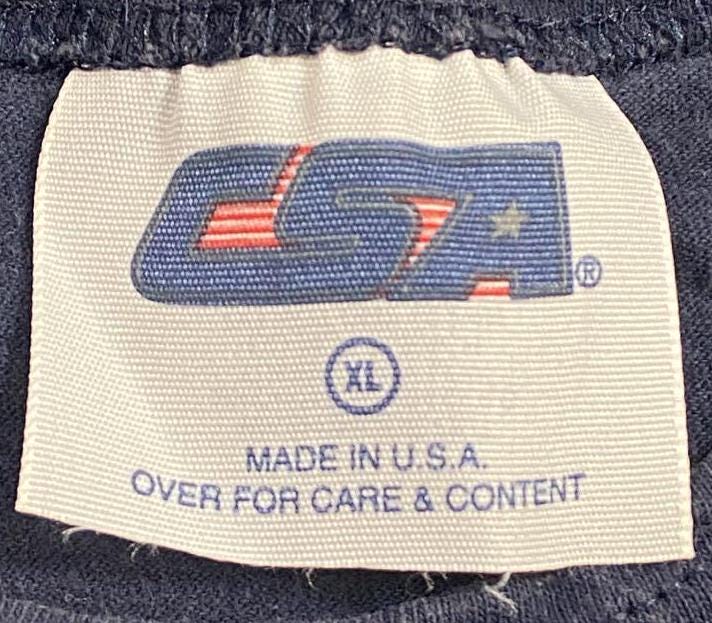 CSA®
XL
MADE IN U.S.A.
OVER FOR CARE & CONTENT